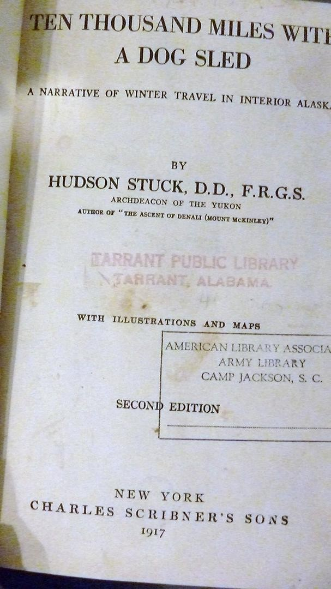 TEN THOUSAND MILES WITH
A DOG SLED
A NARRATIVE OF WINTER TRAVEL IN INTERIOR ALASKA
BY
HUDSON STUCK, D.D., F.R.G.S.
ARCHDEACON OF THE YUKON
AUTHOR OF "THE ASCENT OF DENALI (MOUNT McKINLEY)"
TARRANT PUBLIC LIBRARY
TARRANT, ALABAMA
WITH ILLUSTRATIONS AND MAPS
AMERICAN LIBRARY ASSOCIA
ARMY LIBRARY
CAMP JACKSON, S. C.
SECOND EDITION
NEW YORK
CHARLES SCRIBNER'S SONS
1917